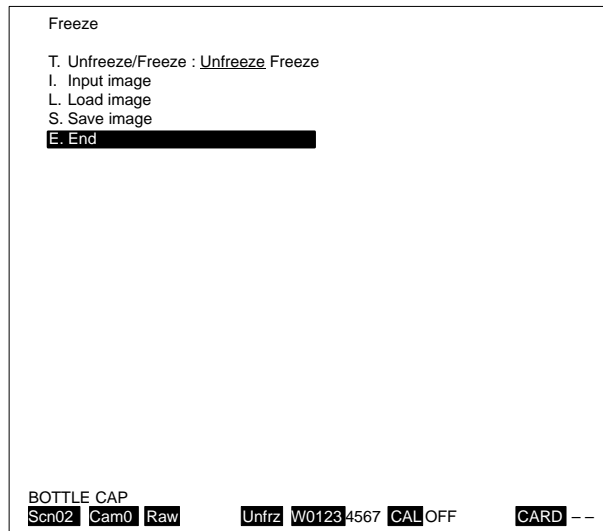 Freeze
T. Unfreeze/Freeze : Unfreeze Freeze
I. Input image
L. Load image
S. Save image
E. End
BOTTLE CAP
Scn02 Cam0 Raw Unfrz W01234567 CAL OFF CARD – –